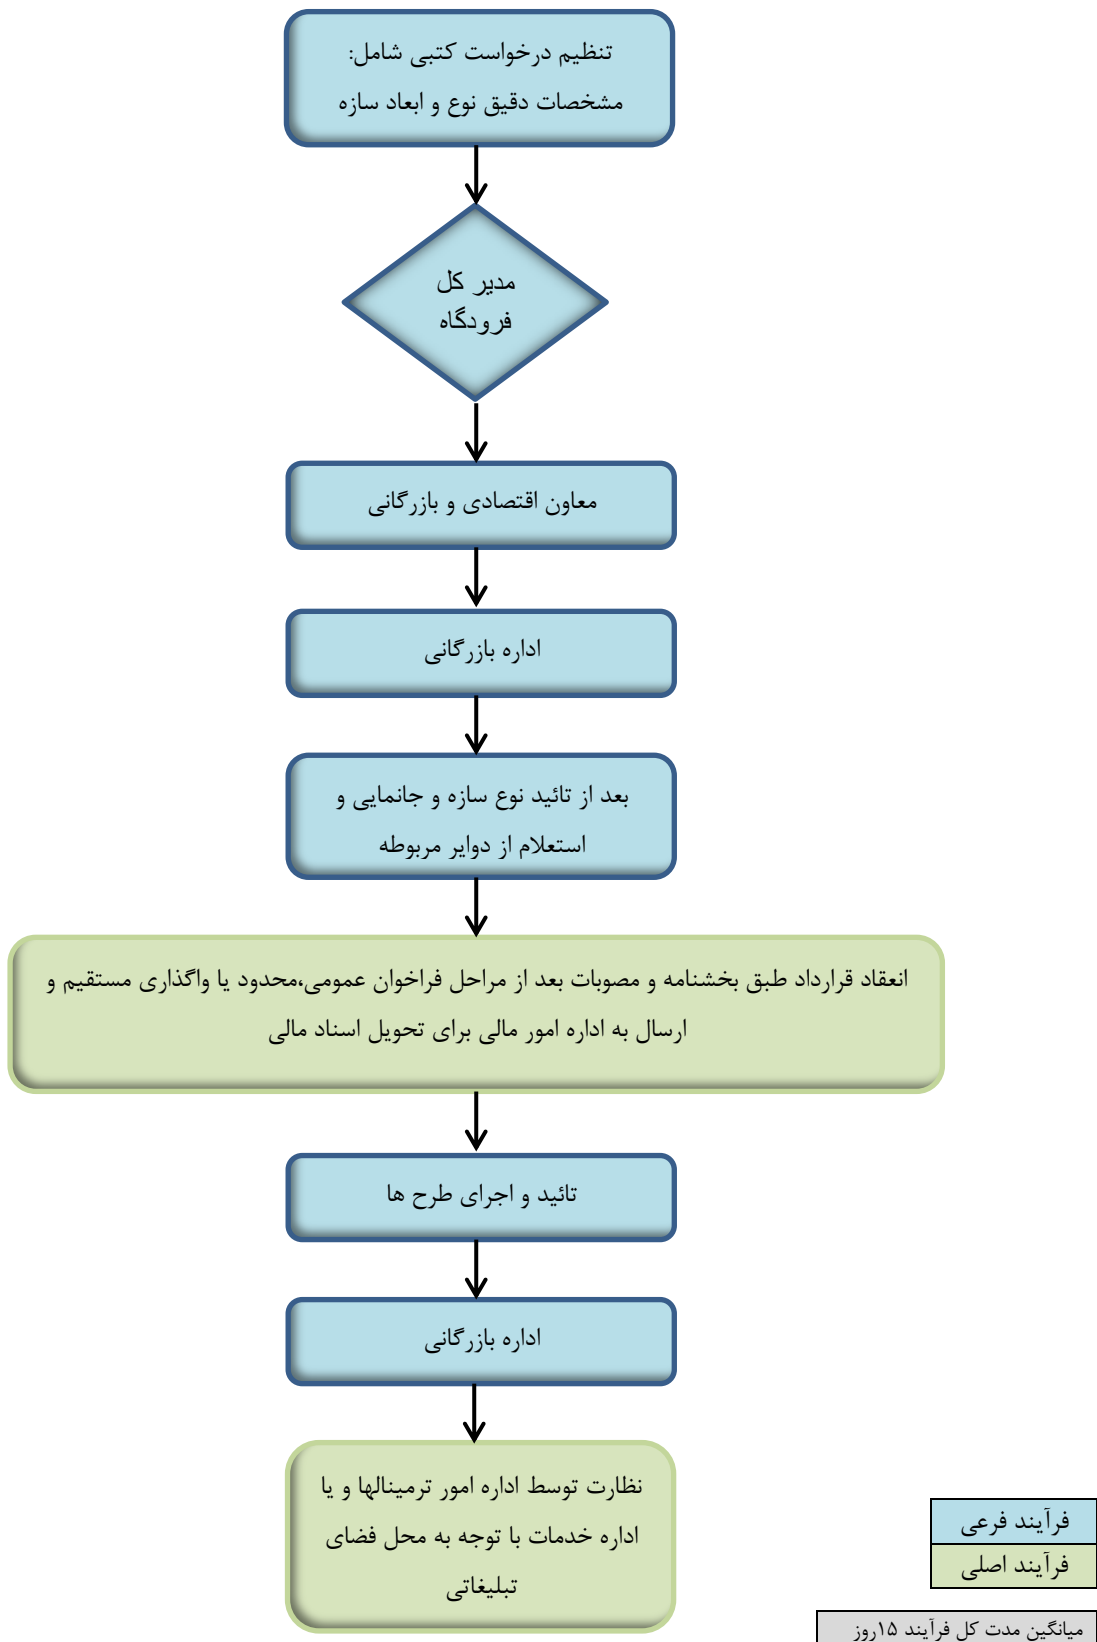 تنظیم درخواست کتبی شامل:
مشخصات دقیق نوع و ابعاد سازه
مدیر کل
فرودگاه
معاون اقتصادی و بازرگانی
اداره بازرگانی
بعد از تائید نوع سازه و جانمایی و
استعلام از دوایر مربوطه
انعقاد قرارداد طبق بخشنامه و مصوبات بعد از مراحل فراخوان عمومی،محدود یا واگذاری مستقیم و
ارسال به اداره امور مالی برای تحویل اسناد مالی
تائید و اجرای طرح ها
اداره بازرگانی
نظارت توسط اداره امور ترمینالها و یا
اداره خدمات با توجه به محل فضای
تبلیغاتی
فرآیند فرعی
فرآیند اصلی
میانگین مدت کل فرآیند ۱۵روز